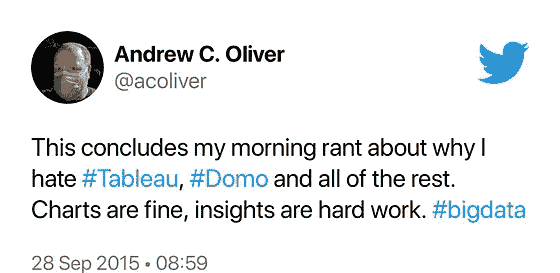 Andrew C. Oliver
@acoliver
This concludes my morning rant about why I
hate #Tableau, #Domo and all of the rest.
Charts are fine, insights are hard work. #bigdata
28 Sep 2015 • 08:59